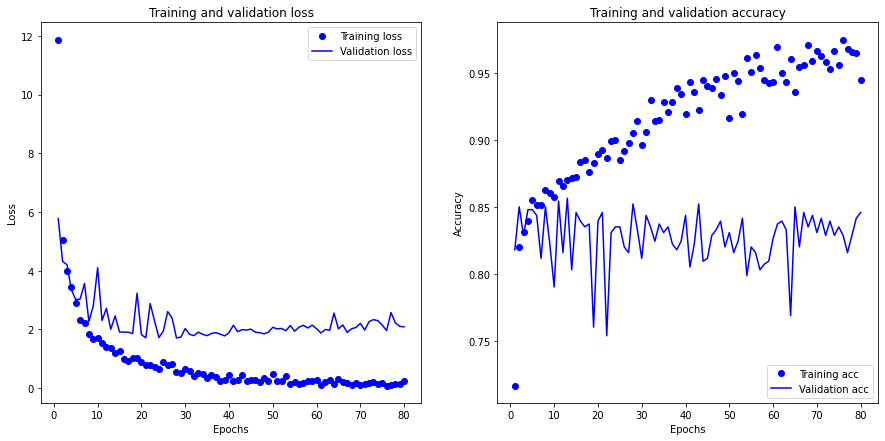 Training and validation loss
Training loss
Validation loss
12
10
8
6
4
2
0
Loss
0 10 20 30 40 50 60 70 80
Epochs
Training and validation accuracy
0.95
0.90
0.85
0.80
0.75
Accuracy
Training acc
Validation acc
0 10 20 30 40 50 60 70 80
Epochs